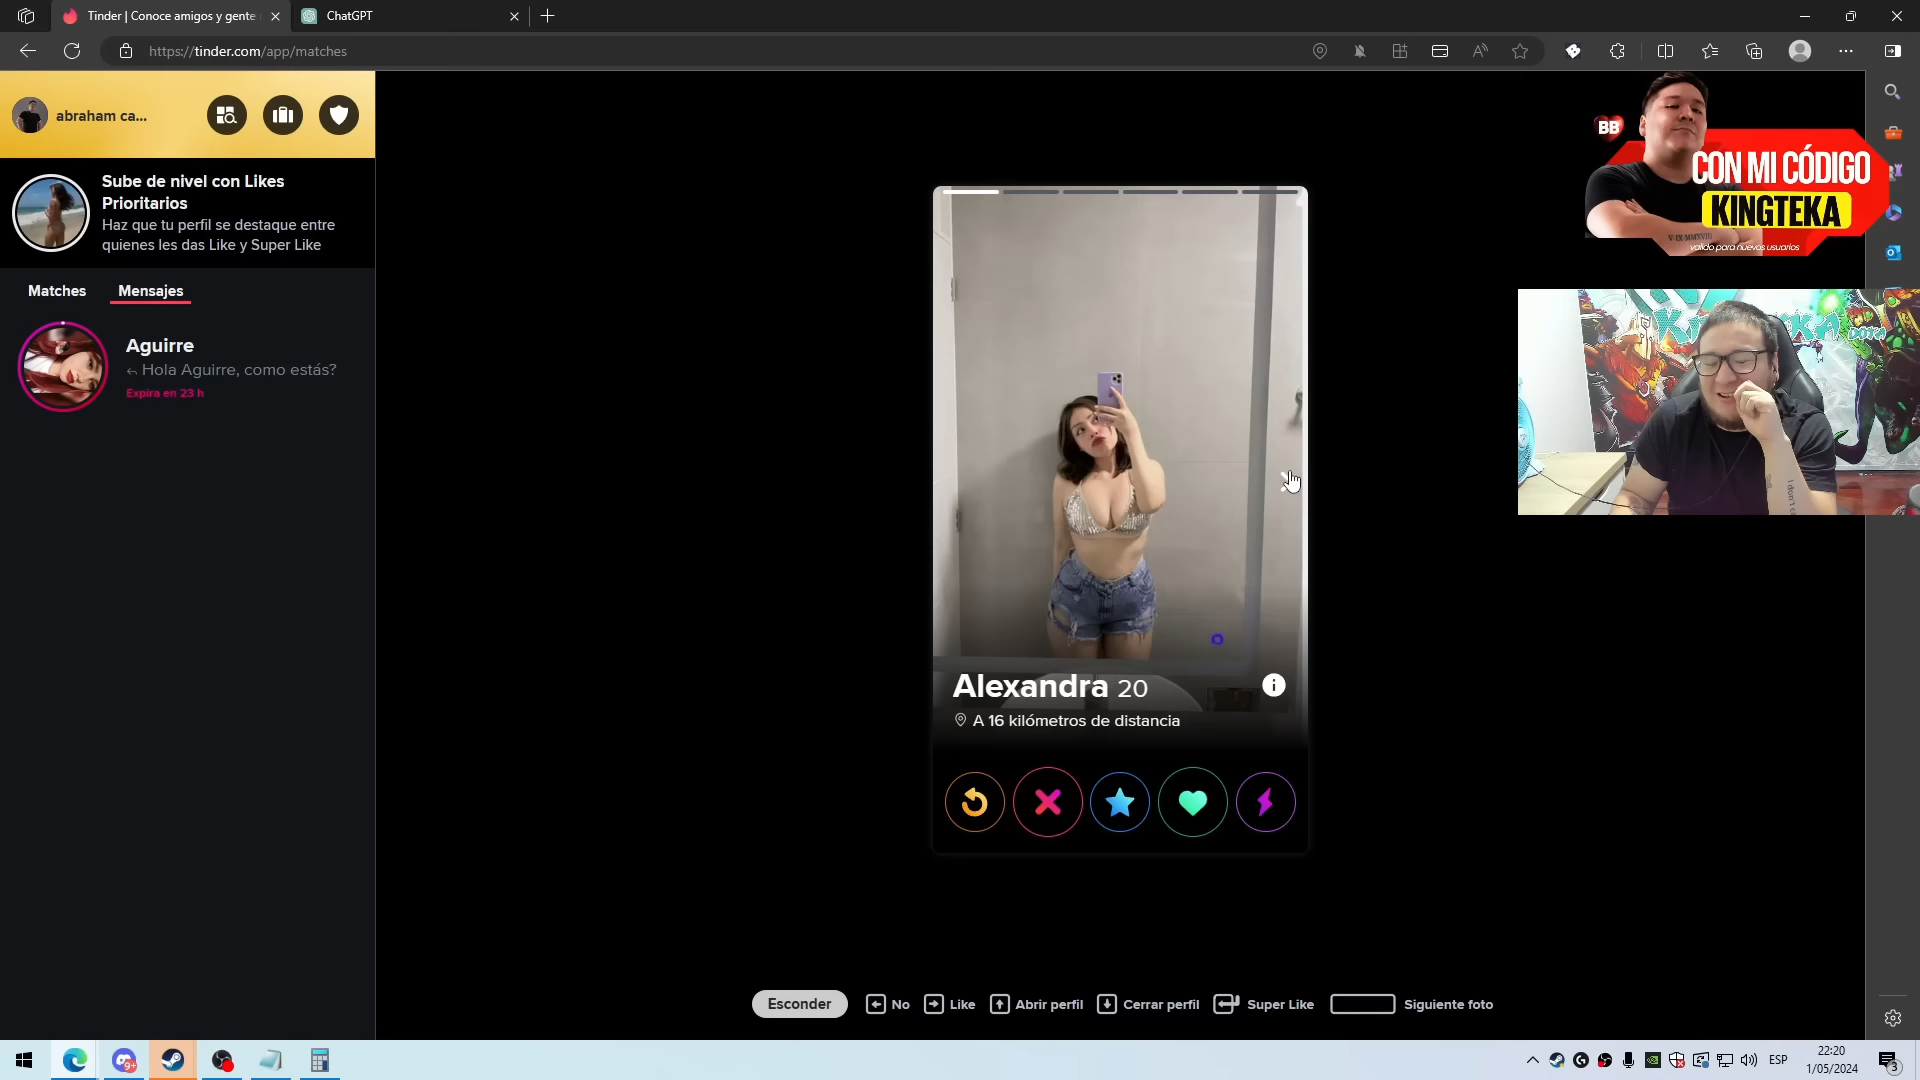 Tinder | Conoce amigos y gente
ChatGPT
https://tinder.com/app/matches
abraham ca...
Sube de nivel con Likes
Prioritarios
Haz que tu perfil se destaque entre
quienes les das Like y Super Like
Matches
Mensajes
Aguirre
Hola Aguirre, como estás?
Expira en 23 h
BB
CON MI CÓDIGO
KINGTEKA
valido para nuevos usuarios
Alexandra 20
A 16 kilómetros de distancia
Esconder
No
Like
Abrir perfil
Cerrar perfil
Super Like
Siguiente foto
9+
ESP
22:20
1/05/2024
3